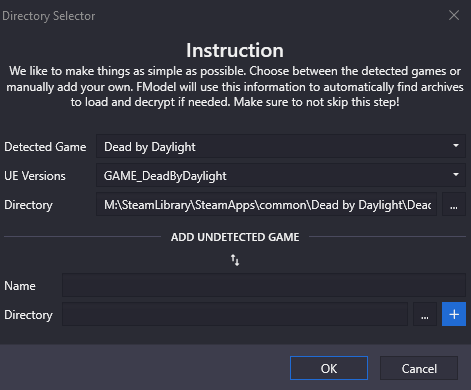 Directory Selector
Instruction
We like to make things as simple as possible. Choose between the detected games or
manually add your own. FModel will use this information to automatically find archives
to load and decrypt if needed. Make sure to not skip this step!
Detected Game Dead by Daylight
UE Versions GAME_DeadByDaylight
Directory M:\SteamLibrary\SteamApps\common\Dead by Daylight\Dead ...
ADD UNDETECTED GAME
Name
Directory ... +
OK Cancel